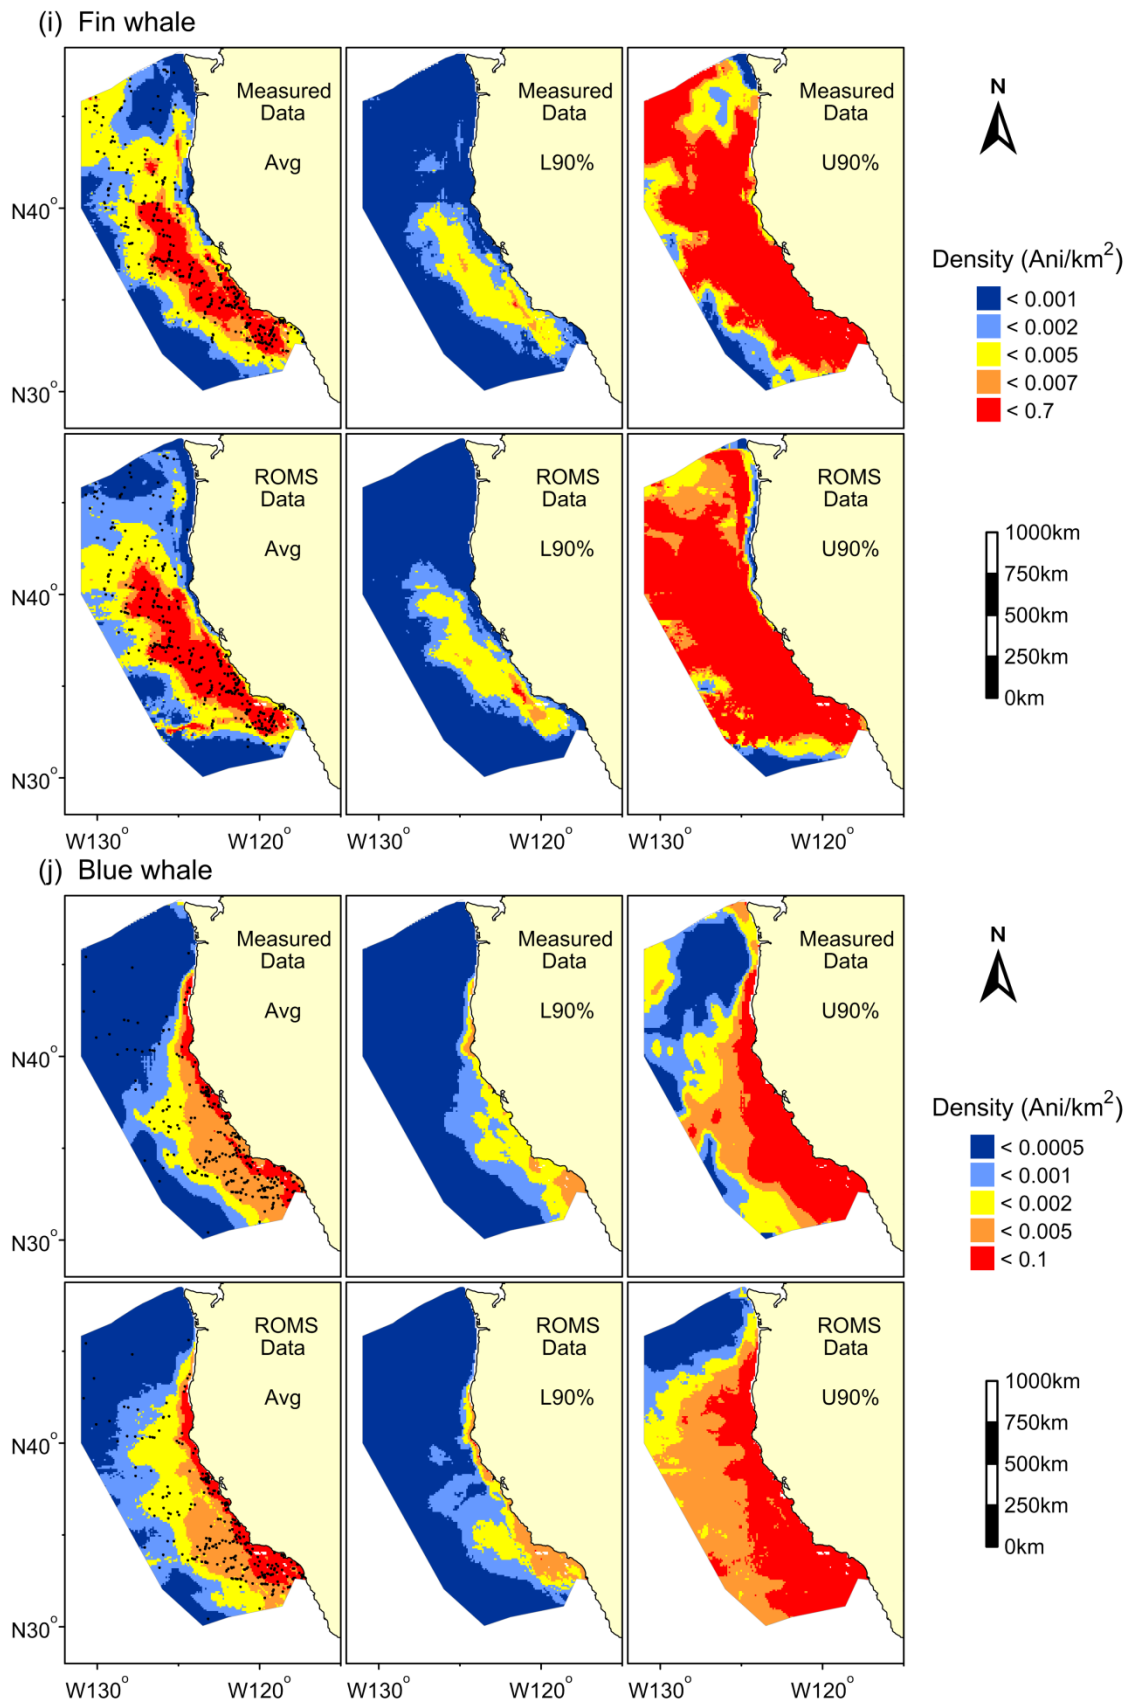 (i) Fin whale
Measured
Data
Avg
Measured
Data
L90%
Measured
Data
U90%
N
N40°
N30°
Density (Ani/km²)
< 0.001
< 0.002
< 0.005
< 0.007
< 0.7
ROMS
Data
Avg
ROMS
Data
L90%
ROMS
Data
U90%
N40°
N30°
1000km
750km
500km
250km
0km
W130° W120° W130° W120° W130° W120°
(j) Blue whale
Measured
Data
Avg
Measured
Data
L90%
Measured
Data
U90%
N
N40°
N30°
Density (Ani/km²)
< 0.0005
< 0.001
< 0.002
< 0.005
< 0.1
ROMS
Data
Avg
ROMS
Data
L90%
ROMS
Data
U90%
N40°
N30°
1000km
750km
500km
250km
0km
W130° W120° W130° W120° W130° W120°